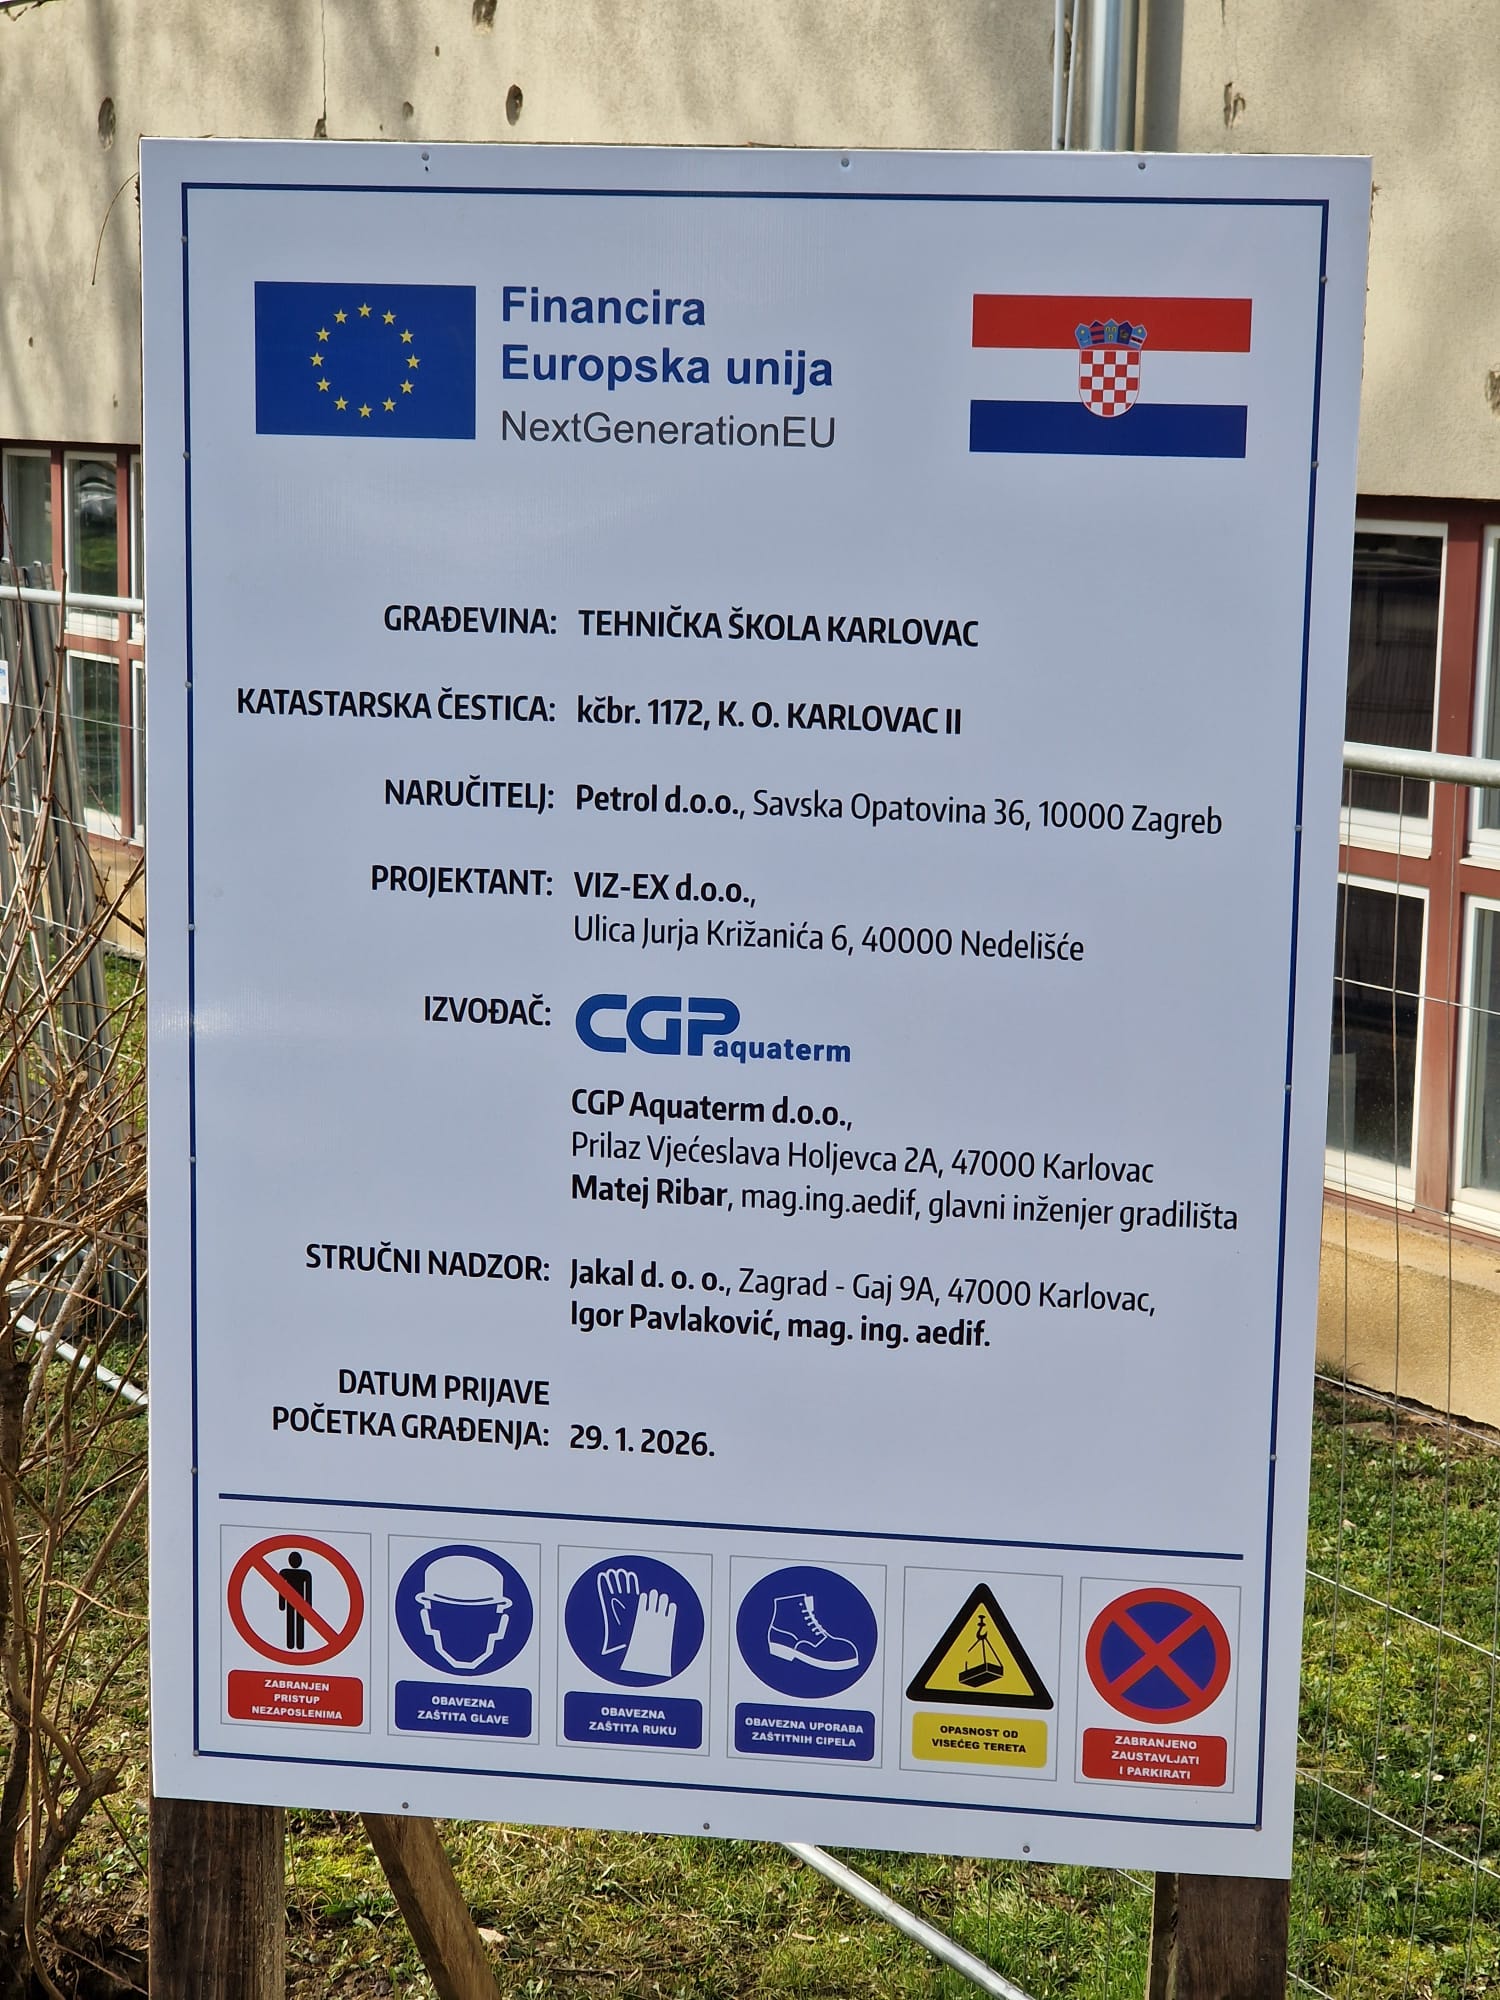 Financira
Europska unija
NextGenerationEU
GRAĐEVINA: TEHNIČKA ŠKOLA KARLOVAC
KATASTARSKA ČESTICA: kčbr. 1172, K. O. KARLOVAC II
NARUČITELJ: Petrol d.o.o., Savska Opatovina 36, 10000 Zagreb
PROJEKTANT: VIZ-EX d.o.o.,
Ulica Jurja Križanića 6, 40000 Nedelišće
IZVOĐAČ: CGP aquaterm
CGP Aquaterm d.o.o.,
Prilaz Vjećeslava Holjevca 2A, 47000 Karlovac
Matej Ribar, mag.ing.aedif, glavni inženjer gradilišta
STRUČNI NADZOR: Jakal d. o. o., Zagrad - Gaj 9A, 47000 Karlovac,
Igor Pavlaković, mag. ing. aedif.
DATUM PRIJAVE
POČETKA GRAĐENJA: 29. 1. 2026.
ZABRANJEN
PRISTUP
NEZAPOSLENIMA
OBAVEZNA
ZAŠTITA GLAVE
OBAVEZNA
ZAŠTITA RUKU
OBAVEZNA UPORABA
ZAŠTITNIH CIPELA
OPASNOST OD
VISEĆEG TERETA
ZABRANJENO
ZAUSTAVLJATI
I PARKIRATI